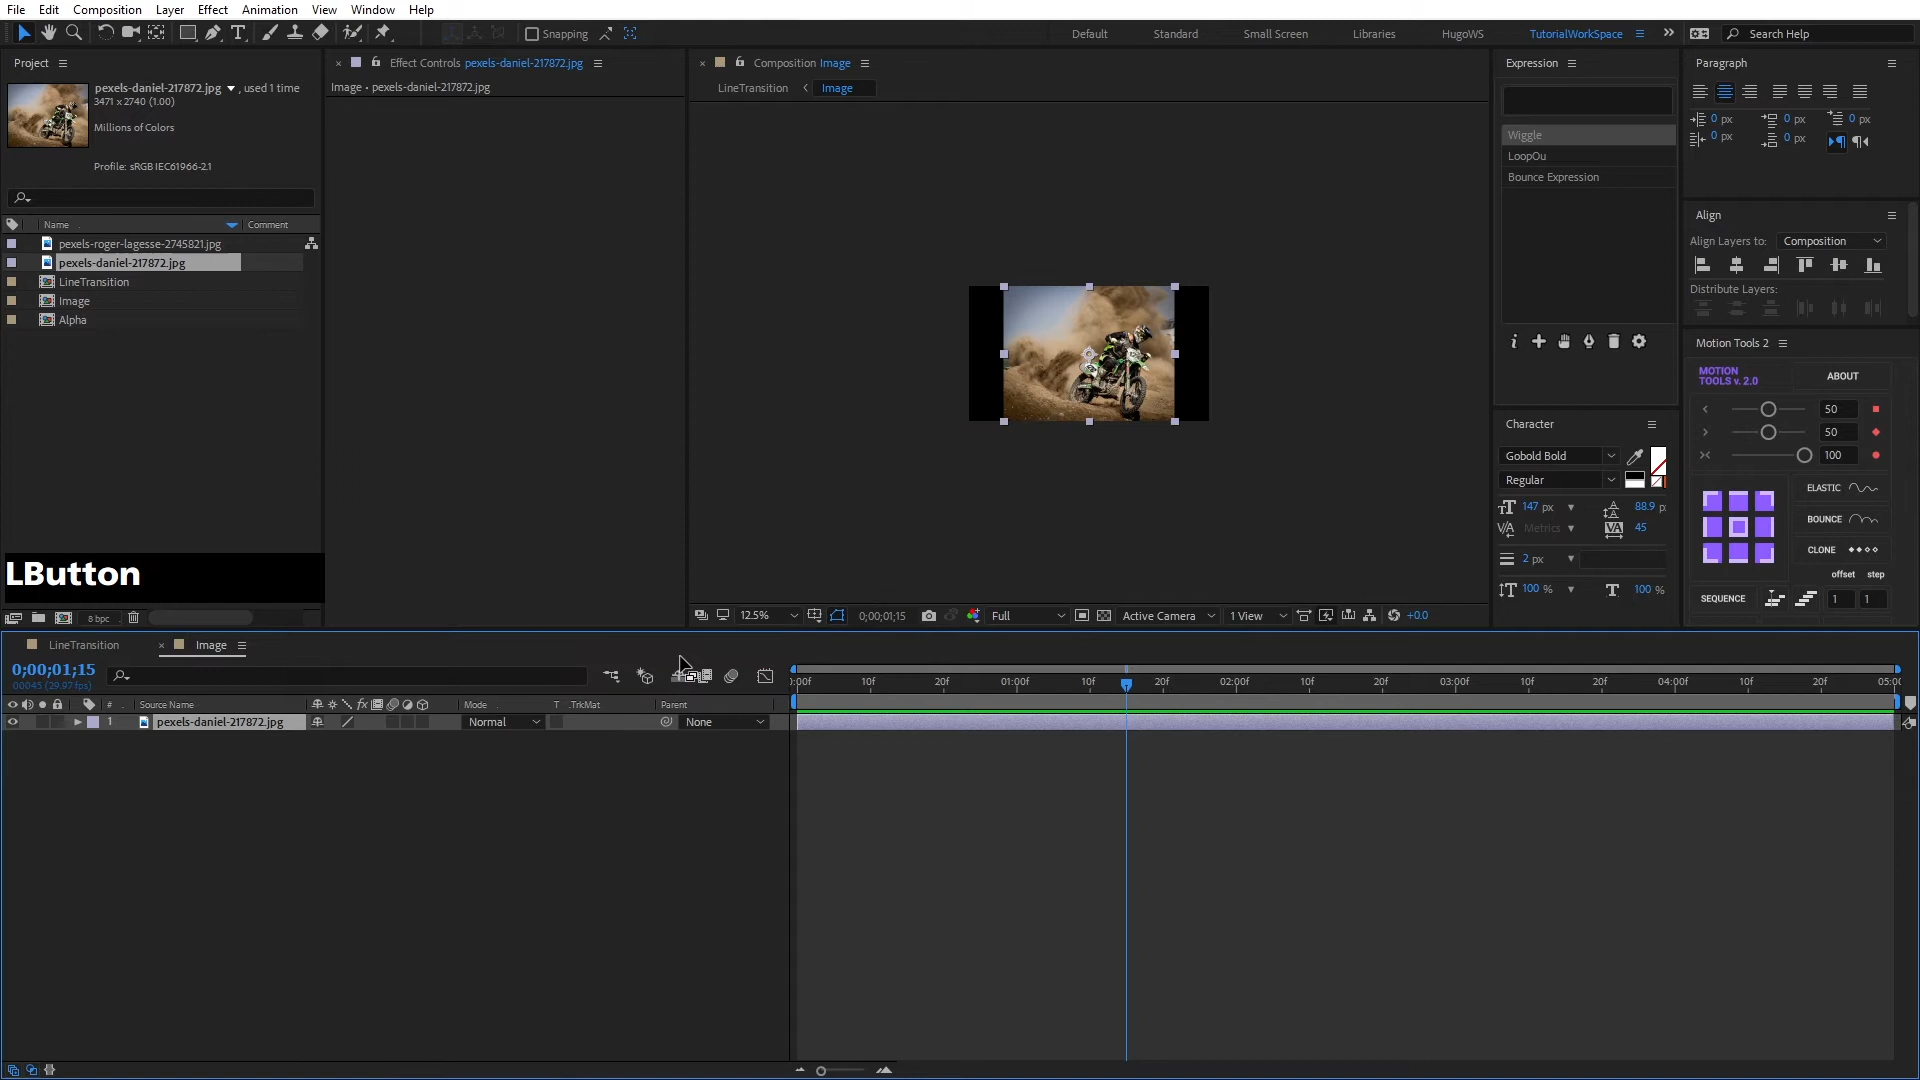 File Edit Composition Layer Effect Animation View Window Help
Snapping
Default Standard Small Screen Libraries HugoWS TutorialWorkSpace
Search Help
Project
pexels-daniel-217872.jpg , used 1 time
3471 x 2740 (1.00)
Millions of Colors
Profile: sRGB IEC61966-2.1
Name Comment
pexels-roger-lagesse-2745821.jpg
pexels-daniel-217872.jpg
LineTransition
Image
Alpha
LButton
8 bpc
Effect Controls pexels-daniel-217872.jpg
Image • pexels-daniel-217872.jpg
Composition Image
LineTransition Image
12.5% 0;00;01;15 Full Active Camera 1 View +0.0
Expression
Wiggle
LoopOu
Bounce Expression
Character
Gobold Bold
Regular
147 px 88.9 p
Metrics 45
2 px
100 % 100 %
Paragraph
0 px 0 px 0 px
0 px 0 px
Align
Align Layers to: Composition
Distribute Layers:
Motion Tools 2
MOTION
TOOLS v. 2.0
ABOUT
50
50
100
ELASTIC
BOUNCE
CLONE
offset step
SEQUENCE 1 1
LineTransition Image
0;00;01;15
00045 (29.97 fps)
# Source Name Mode T .TrkMat Parent
1 pexels-daniel-217872.jpg Normal None
:00f 10f 20f 01:00f 10f 20f 02:00f 10f 20f 03:00f 10f 20f 04:00f 10f 20f 05:0